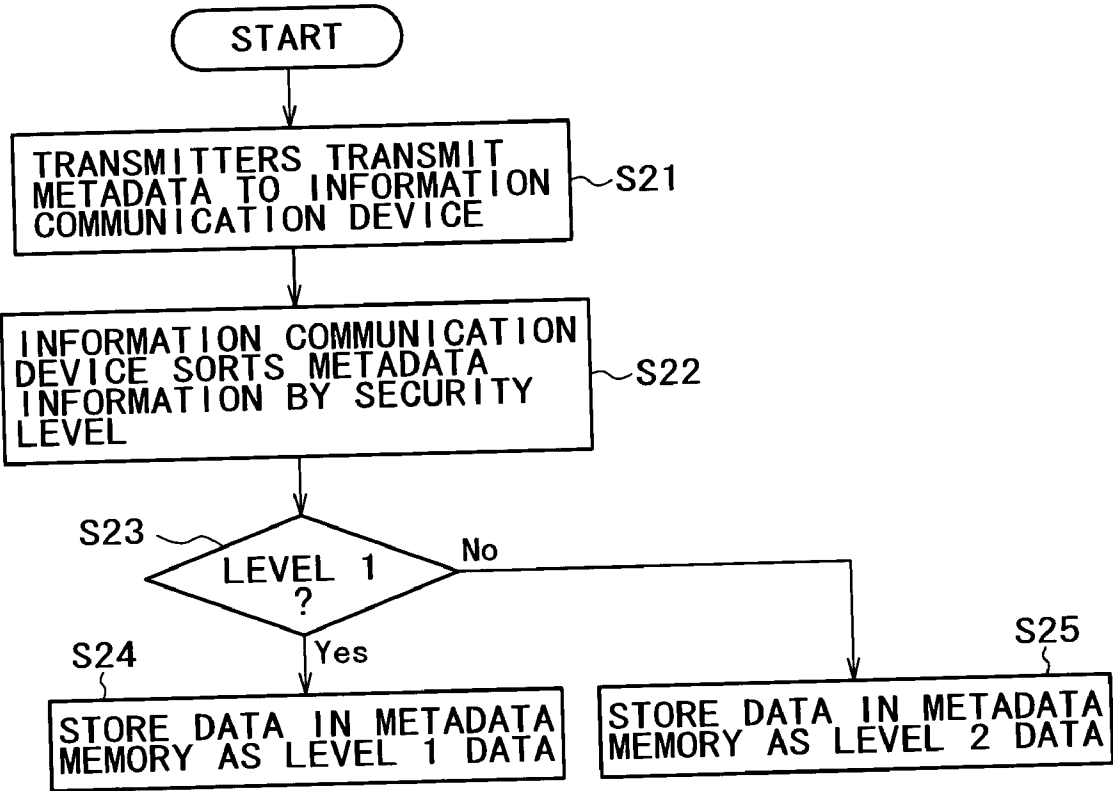 START
TRANSMITTERS TRANSMIT
METADATA TO INFORMATION
COMMUNICATION DEVICE
S21
INFORMATION COMMUNICATION
DEVICE SORTS METADATA
INFORMATION BY SECURITY
LEVEL
S22
S23
LEVEL 1
?
No
Yes
S24
STORE DATA IN METADATA
MEMORY AS LEVEL 1 DATA
S25
STORE DATA IN METADATA
MEMORY AS LEVEL 2 DATA